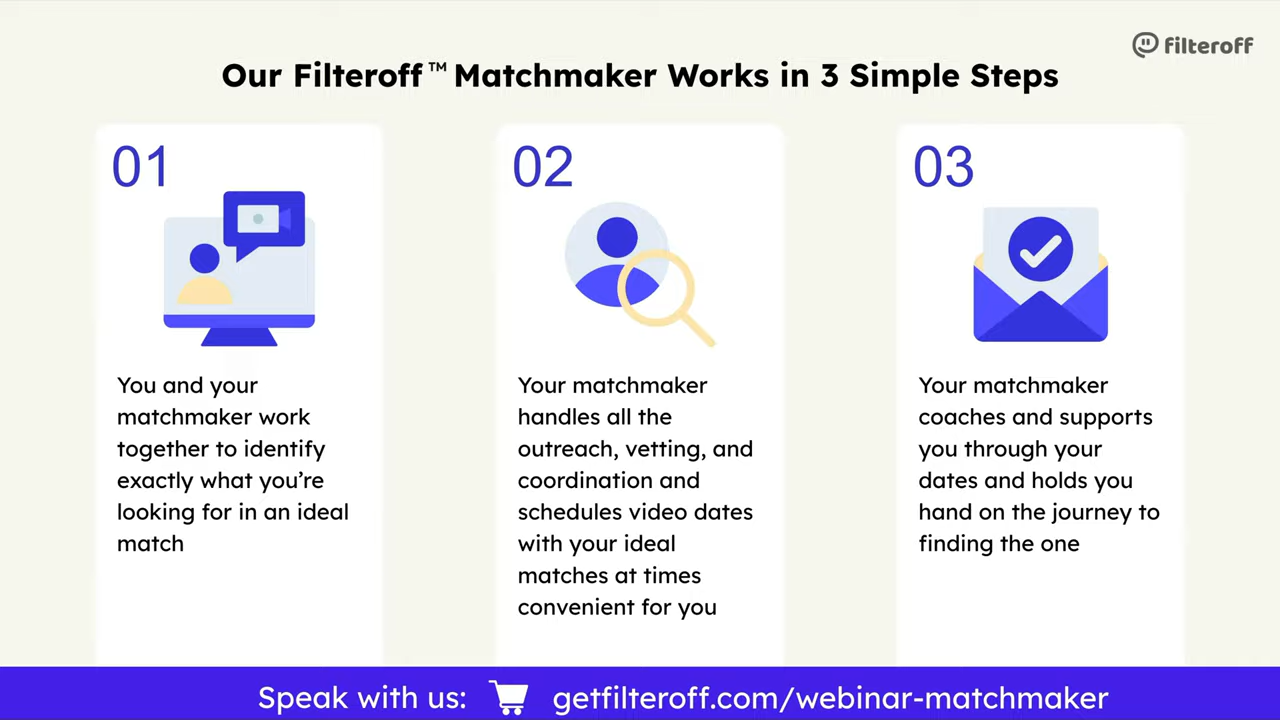 filteroff
Our Filteroff™ Matchmaker Works in 3 Simple Steps
01
You and your
matchmaker work
together to identify
exactly what you’re
looking for in an ideal
match
02
Your matchmaker
handles all the
outreach, vetting, and
coordination and
schedules video dates
with your ideal
matches at times
convenient for you
03
Your matchmaker
coaches and supports
you through your
dates and holds you
hand on the journey to
finding the one
Speak with us: getfilteroff.com/webinar-matchmaker